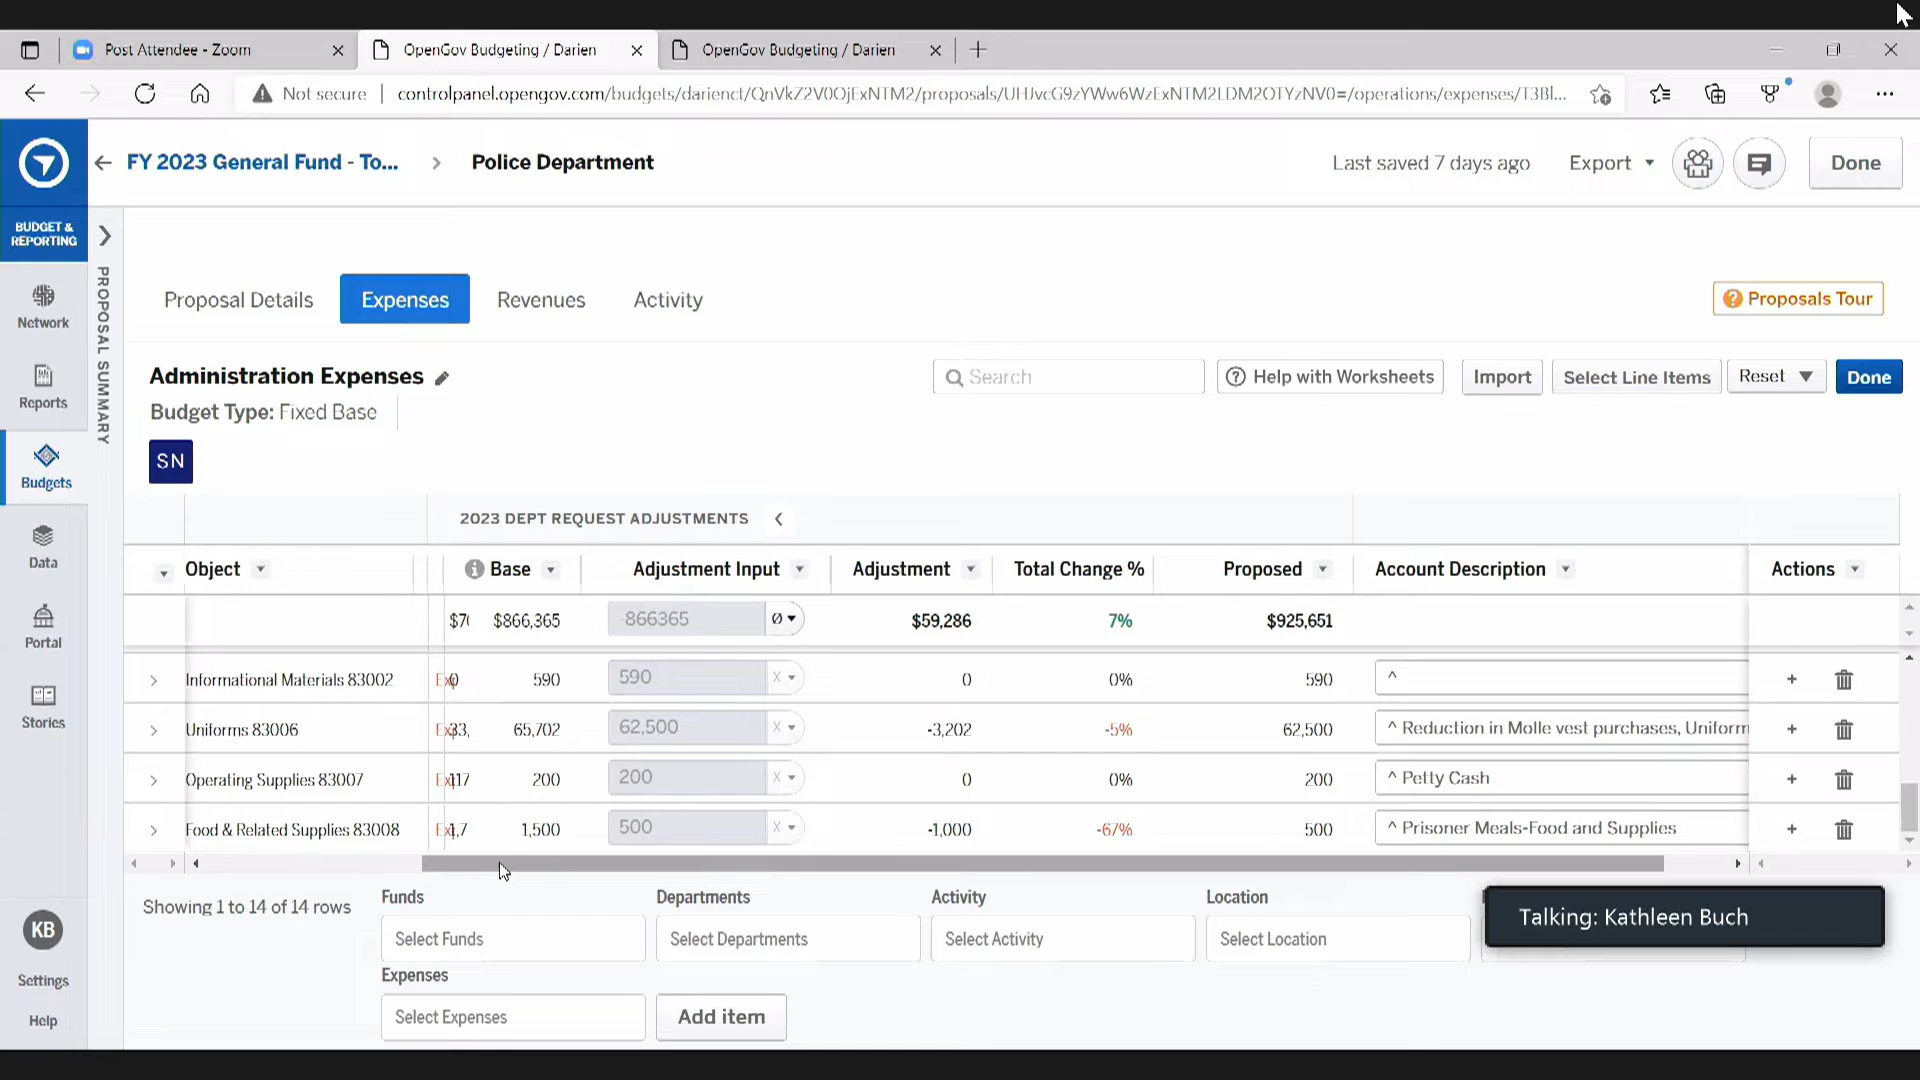 Post Attendee - Zoom
OpenGov Budgeting / Darien
OpenGov Budgeting / Darien
Not secure
controlpanel.opengov.com/budgets/darienct/QnVkZ2V0OjExNTM2/proposals/UHJvcG9zYWw6WzExNTM2LDM2OTYzNV0=/operations/expenses/T3Bl...
FY 2023 General Fund - To... > Police Department
Last saved 7 days ago
Export
Done
BUDGET &
REPORTING
Network
Reports
Budgets
Data
Portal
Stories
KB
Settings
Help
PROPOSAL SUMMARY
Proposal Details
Expenses
Revenues
Activity
Proposals Tour
Administration Expenses
Budget Type: Fixed Base
SN
Search
Help with Worksheets
Import
Select Line Items
Reset
Done
2023 DEPT REQUEST ADJUSTMENTS
Object Base Adjustment Input Adjustment Total Change % Proposed Account Description Actions
$866,365 -866365 Ø $59,286 7% $925,651
Informational Materials 83002 590 590 X 0 0% 590 ^ +
Uniforms 83006 33, 65,702 62,500 X -3,202 -5% 62,500 ^ Reduction in Molle vest purchases, Uniform +
Operating Supplies 83007 117 200 200 X 0 0% 200 ^ Petty Cash +
Food & Related Supplies 83008 1,7 1,500 500 X -1,000 -67% 500 ^ Prisoner Meals-Food and Supplies +
Showing 1 to 14 of 14 rows
Funds
Select Funds
Departments
Select Departments
Activity
Select Activity
Location
Select Location
Expenses
Select Expenses
Add item
Talking: Kathleen Buch